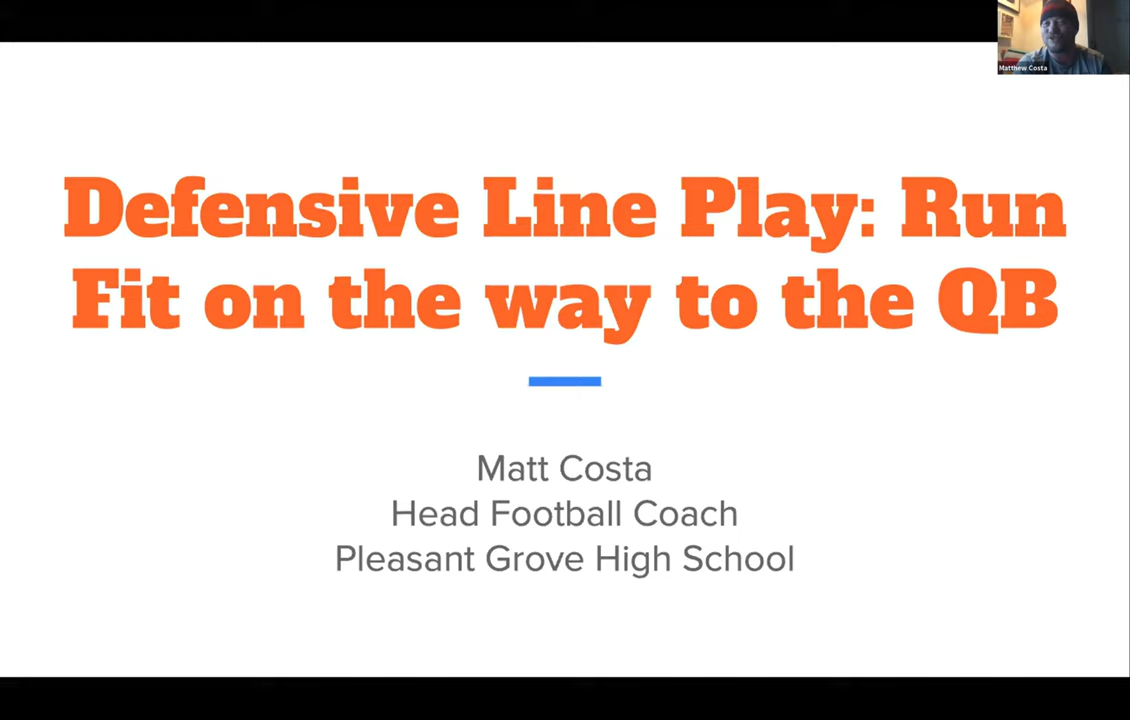 Matthew Costa
Defensive Line Play: Run
Fit on the way to the QB
Matt Costa
Head Football Coach
Pleasant Grove High School